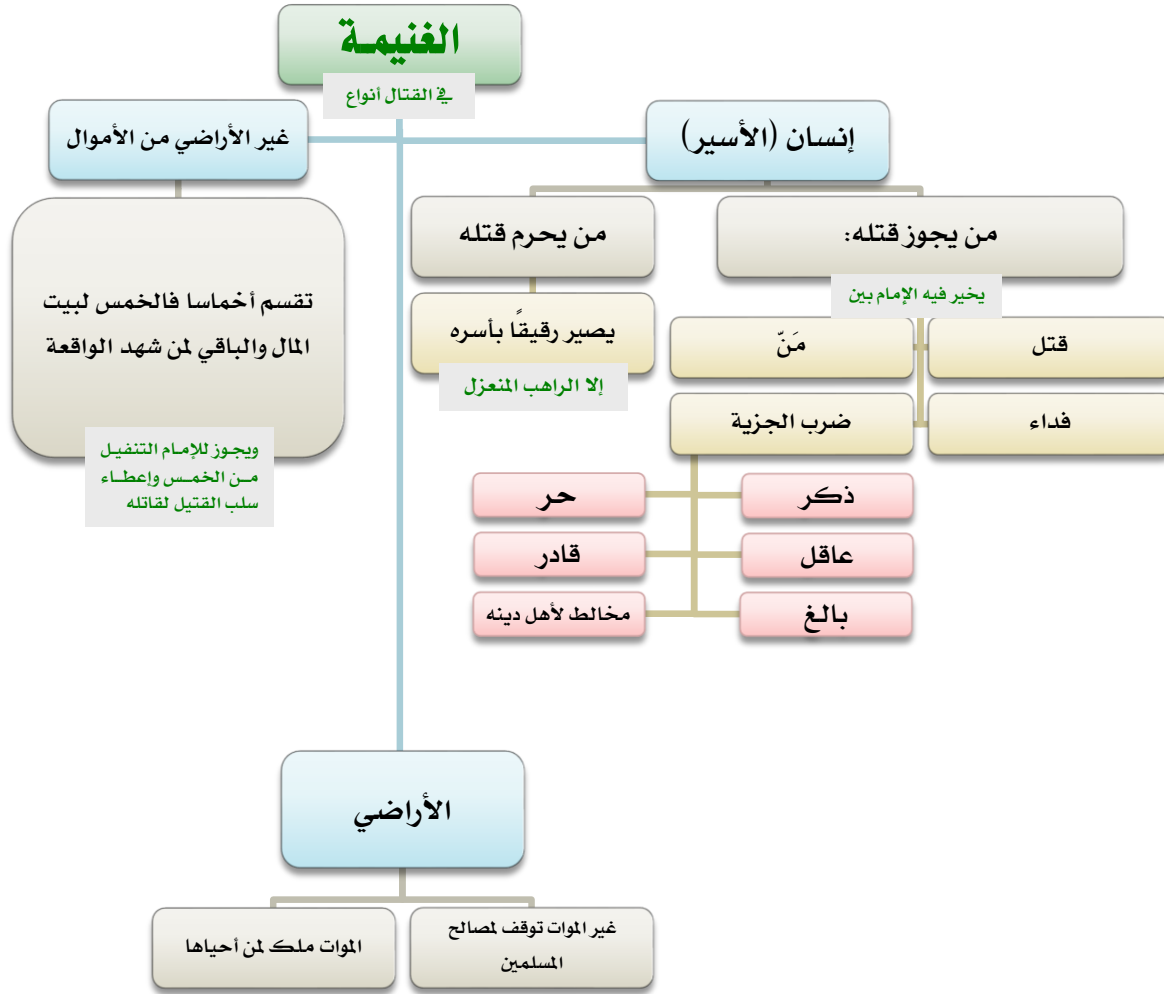 الغنيمـة
في القتال أنواع
إنسان (الأسير)
غير الأراضي من الأموال
من يجوز قتله:
يخير فيه الإمام بين
قتل
مَنّ
فداء
ضرب الجزية
ذكر
حر
عاقل
قادر
بالغ
مخالط لأهل دينه
من يحرم قتله
يصير رقيقًا بأسره
إلا الراهب المنعزل
تقسم أخماسا فالخمس لبيت
المال والباقي لمن شهد الواقعة
ويجوز للإمام التنفيل
من الخمس وإعطاء
سلب القتيل لقاتله
الأراضي
غير الموات توقف لمصالح
المسلمين
الموات ملك لمن أحياها